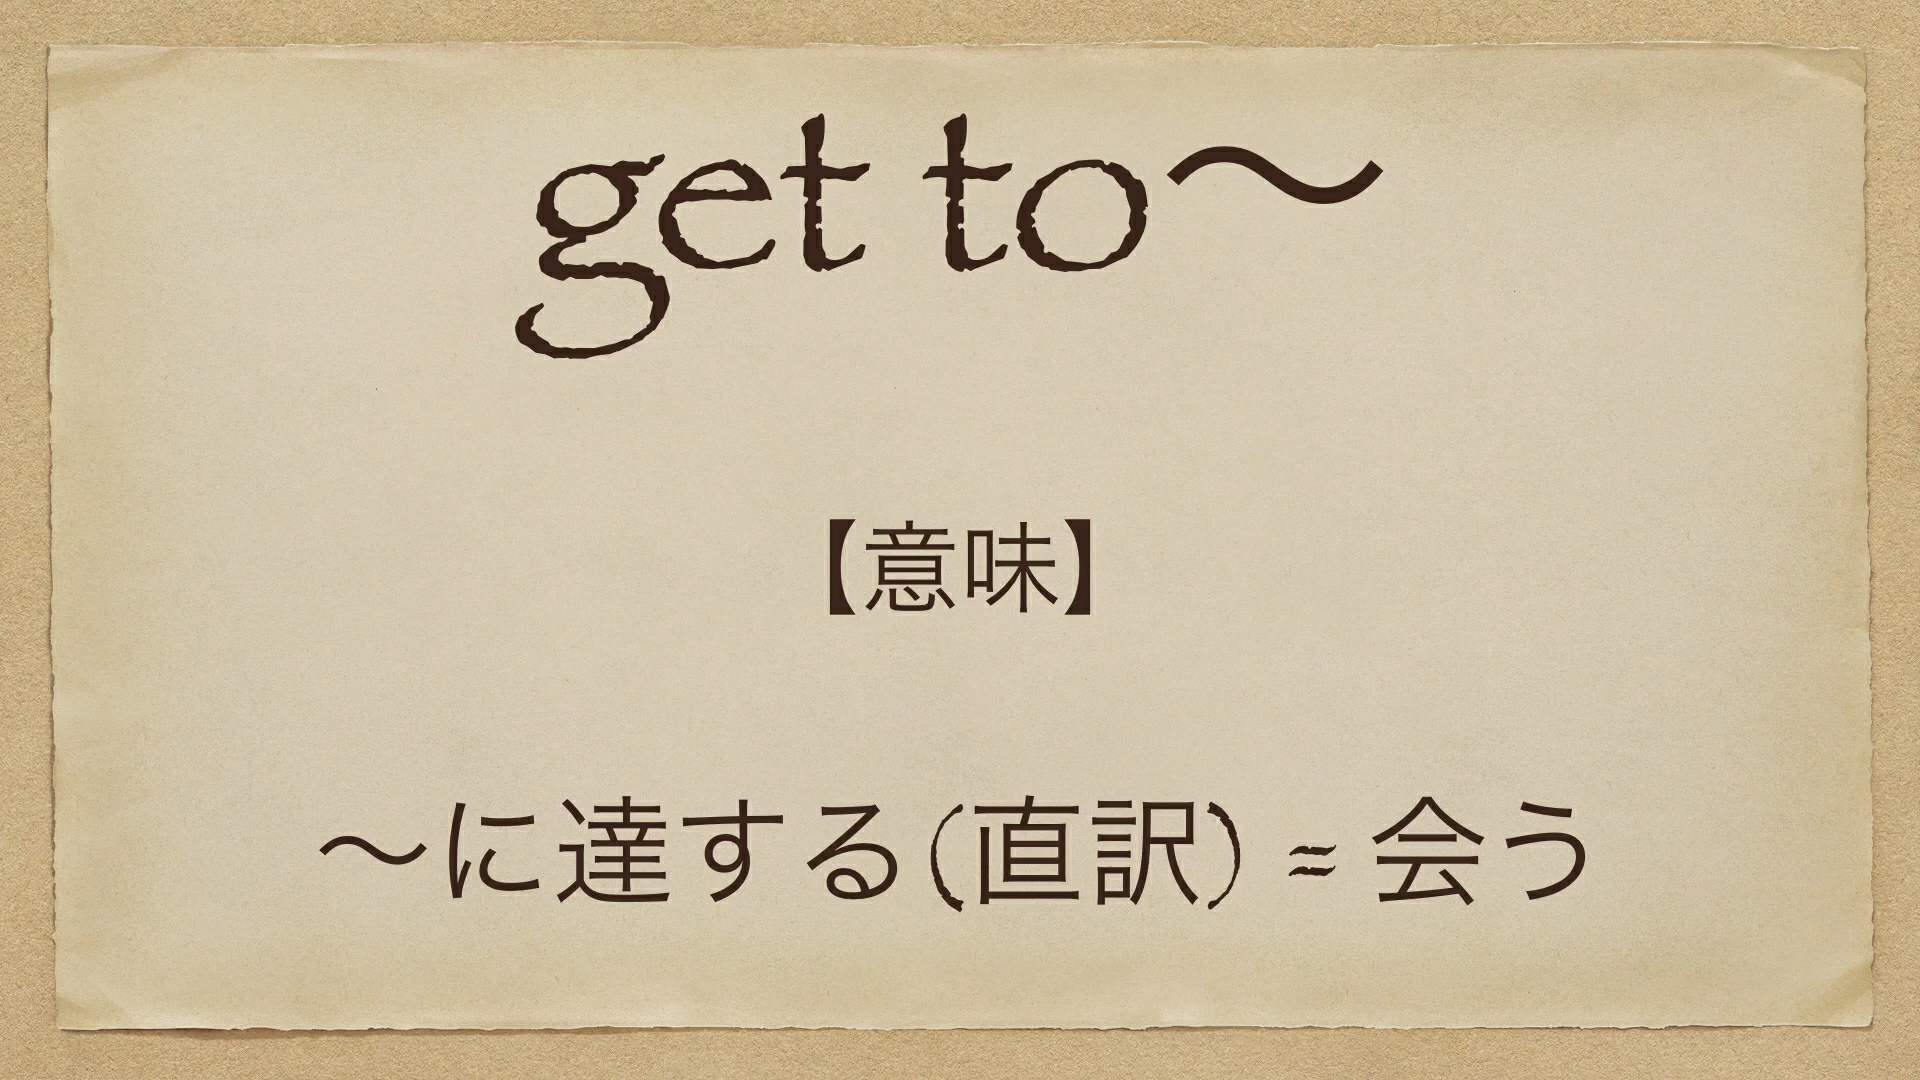 get to〜
【意味】
〜に達する(直訳) ≈ 会う